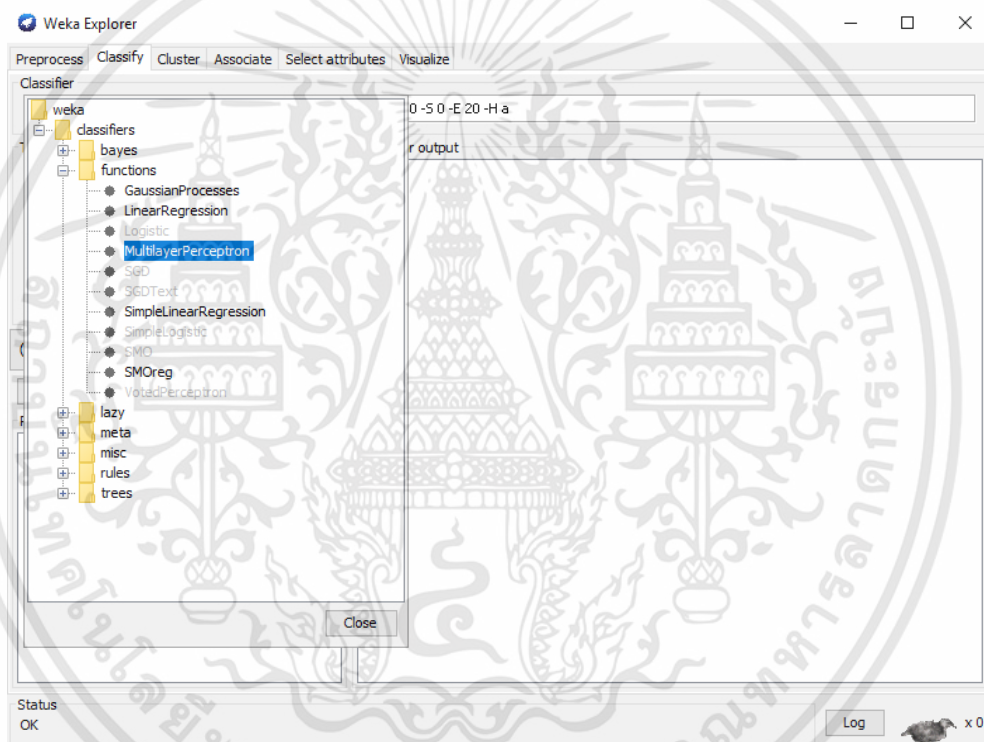 Weka Explorer
Preprocess Classify Cluster Associate Select attributes Visualize
Classifier
weka
0 -S 0 -E 20 -H a
classifiers
bayes
r output
functions
GaussianProcesses
LinearRegression
Logistic
MultilayerPerceptron
SGD
SGDText
SimpleLinearRegression
SimpleLogistic
SMO
SMOreg
VotedPerceptron
lazy
meta
misc
rules
trees
Close
Status
OK
Log
x 0